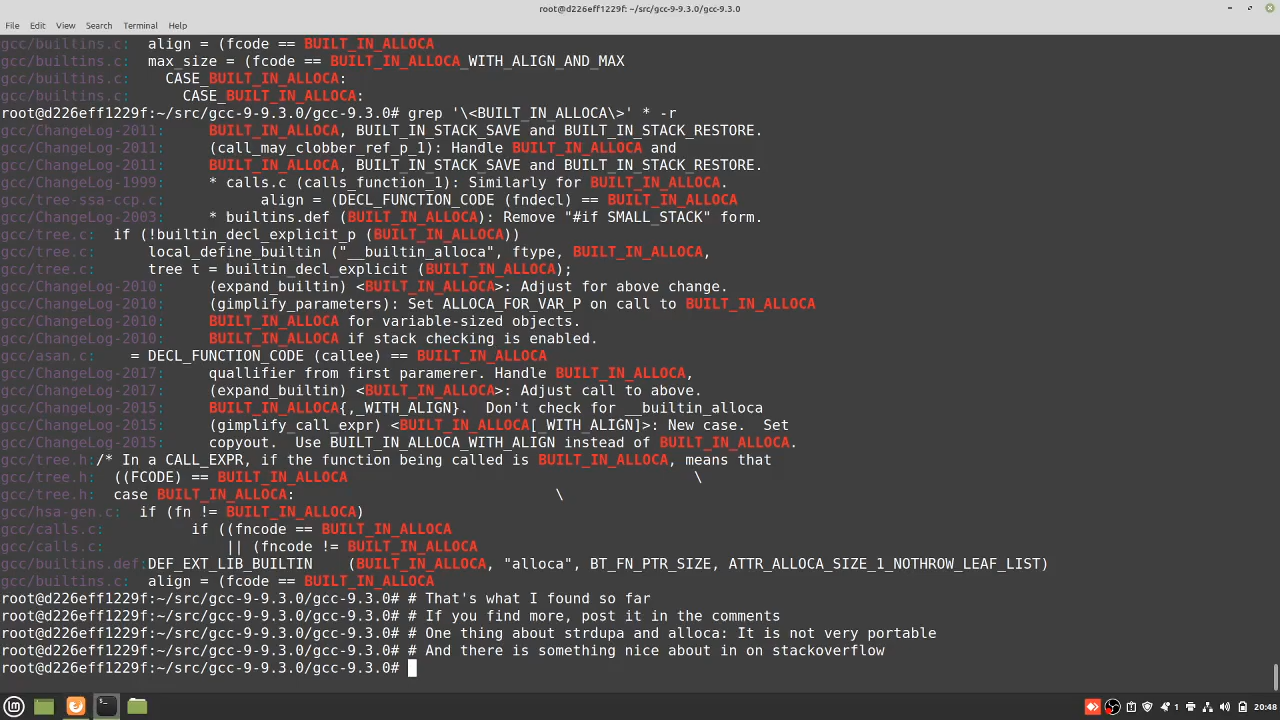 root@d226eff1229f: ~/src/gcc-9-9.3.0/gcc-9.3.0
File Edit View Search Terminal Help
gcc/builtins.c:  align = (fcode == BUILT_IN_ALLOCA
gcc/builtins.c:  max_size = (fcode == BUILT_IN_ALLOCA_WITH_ALIGN_AND_MAX
gcc/builtins.c:    CASE_BUILT_IN_ALLOCA:
gcc/builtins.c:      CASE_BUILT_IN_ALLOCA:
root@d226eff1229f:~/src/gcc-9-9.3.0/gcc-9.3.0# grep '\<BUILT_IN_ALLOCA\>' * -r
gcc/ChangeLog-2011:     BUILT_IN_ALLOCA, BUILT_IN_STACK_SAVE and BUILT_IN_STACK_RESTORE.
gcc/ChangeLog-2011:     (call_may_clobber_ref_p_1): Handle BUILT_IN_ALLOCA and
gcc/ChangeLog-2011:     BUILT_IN_ALLOCA, BUILT_IN_STACK_SAVE and BUILT_IN_STACK_RESTORE.
gcc/ChangeLog-1999:     * calls.c (calls_function_1): Similarly for BUILT_IN_ALLOCA.
gcc/tree-ssa-ccp.c:           align = (DECL_FUNCTION_CODE (fndecl) == BUILT_IN_ALLOCA
gcc/ChangeLog-2003:     * builtins.def (BUILT_IN_ALLOCA): Remove "#if SMALL_STACK" form.
gcc/tree.c:  if (!builtin_decl_explicit_p (BUILT_IN_ALLOCA))
gcc/tree.c:      local_define_builtin ("__builtin_alloca", ftype, BUILT_IN_ALLOCA,
gcc/tree.c:      tree t = builtin_decl_explicit (BUILT_IN_ALLOCA);
gcc/ChangeLog-2010:     (expand_builtin) <BUILT_IN_ALLOCA>: Adjust for above change.
gcc/ChangeLog-2010:     (gimplify_parameters): Set ALLOCA_FOR_VAR_P on call to BUILT_IN_ALLOCA
gcc/ChangeLog-2010:     BUILT_IN_ALLOCA for variable-sized objects.
gcc/ChangeLog-2010:     BUILT_IN_ALLOCA if stack checking is enabled.
gcc/asan.c:    = DECL_FUNCTION_CODE (callee) == BUILT_IN_ALLOCA
gcc/ChangeLog-2017:     quallifier from first paramerer. Handle BUILT_IN_ALLOCA,
gcc/ChangeLog-2017:     (expand_builtin) <BUILT_IN_ALLOCA>: Adjust call to above.
gcc/ChangeLog-2015:     BUILT_IN_ALLOCA{,_WITH_ALIGN}.  Don't check for __builtin_alloca
gcc/ChangeLog-2015:     (gimplify_call_expr) <BUILT_IN_ALLOCA[_WITH_ALIGN]>: New case.  Set
gcc/ChangeLog-2015:     copyout.  Use BUILT_IN_ALLOCA_WITH_ALIGN instead of BUILT_IN_ALLOCA.
gcc/tree.h:/* In a CALL_EXPR, if the function being called is BUILT_IN_ALLOCA, means that
gcc/tree.h:  ((FCODE) == BUILT_IN_ALLOCA                                        \
gcc/tree.h:  case BUILT_IN_ALLOCA:                              \
gcc/hsa-gen.c:  if (fn != BUILT_IN_ALLOCA)
gcc/calls.c:          if ((fncode == BUILT_IN_ALLOCA
gcc/calls.c:              || (fncode != BUILT_IN_ALLOCA
gcc/builtins.def:DEF_EXT_LIB_BUILTIN    (BUILT_IN_ALLOCA, "alloca", BT_FN_PTR_SIZE, ATTR_ALLOCA_SIZE_1_NOTHROW_LEAF_LIST)
gcc/builtins.c:  align = (fcode == BUILT_IN_ALLOCA
root@d226eff1229f:~/src/gcc-9-9.3.0/gcc-9.3.0# # That's what I found so far
root@d226eff1229f:~/src/gcc-9-9.3.0/gcc-9.3.0# # If you find more, post it in the comments
root@d226eff1229f:~/src/gcc-9-9.3.0/gcc-9.3.0# # One thing about strdupa and alloca: It is not very portable
root@d226eff1229f:~/src/gcc-9-9.3.0/gcc-9.3.0# # And there is something nice about in on stackoverflow
root@d226eff1229f:~/src/gcc-9-9.3.0/gcc-9.3.0#
1 20:48